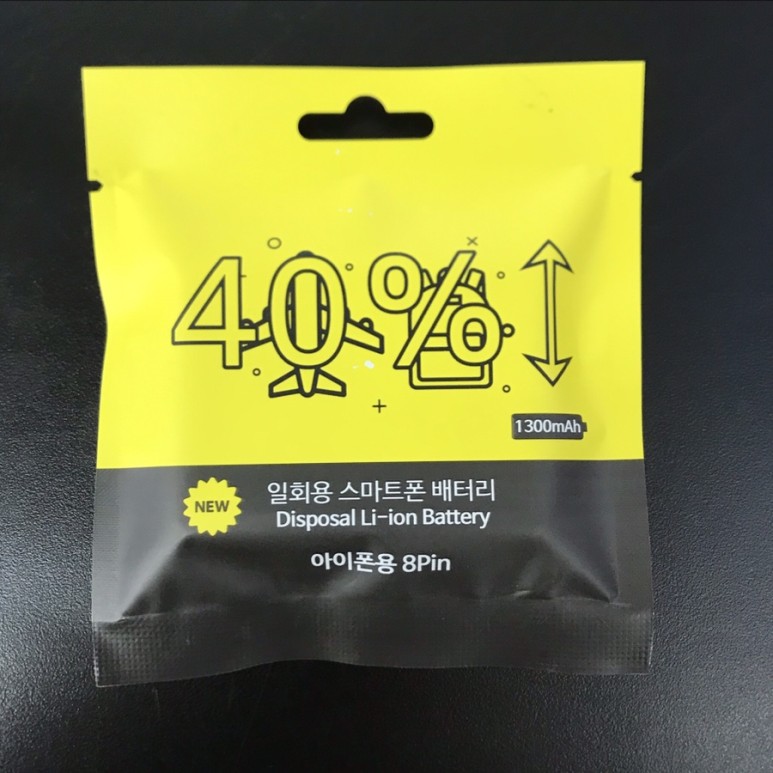 40%
1300mAh
NEW
일회용 스마트폰 배터리
Disposal Li-ion Battery
아이폰용 8Pin